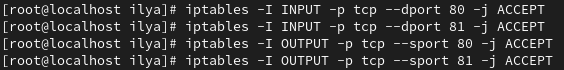 [root@localhost ilya]# iptables -I INPUT -p tcp --dport 80 -j ACCEPT
[root@localhost ilya]# iptables -I INPUT -p tcp --dport 81 -j ACCEPT
[root@localhost ilya]# iptables -I OUTPUT -p tcp --sport 80 -j ACCEPT
[root@localhost ilya]# iptables -I OUTPUT -p tcp --sport 81 -j ACCEPT